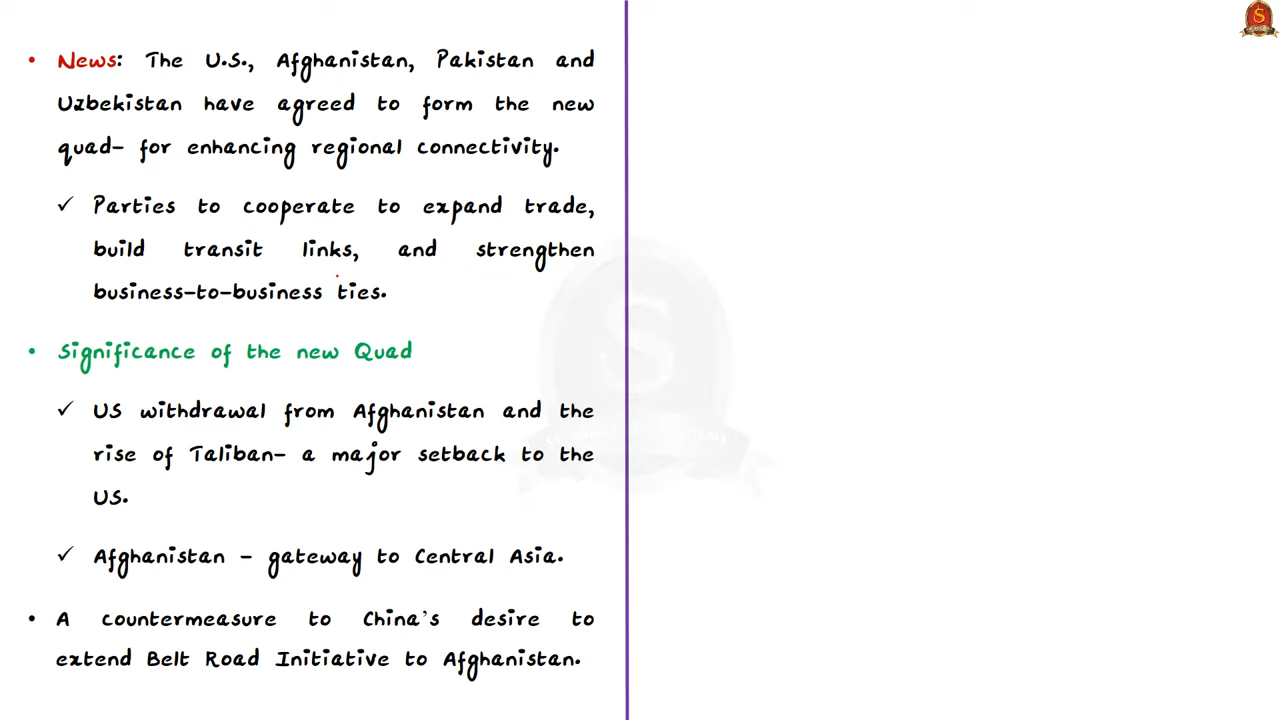 • News: The U.S., Afghanistan, Pakistan and
Uzbekistan have agreed to form the new
quad- for enhancing regional connectivity.
✓ Parties to cooperate to expand trade,
build transit links, and strengthen
business-to-business ties.
• Significance of the new Quad
✓ US withdrawal from Afghanistan and the
rise of Taliban- a major setback to the
US.
✓ Afghanistan - gateway to Central Asia.
• A countermeasure to China's desire to
extend Belt Road Initiative to Afghanistan.
S
S